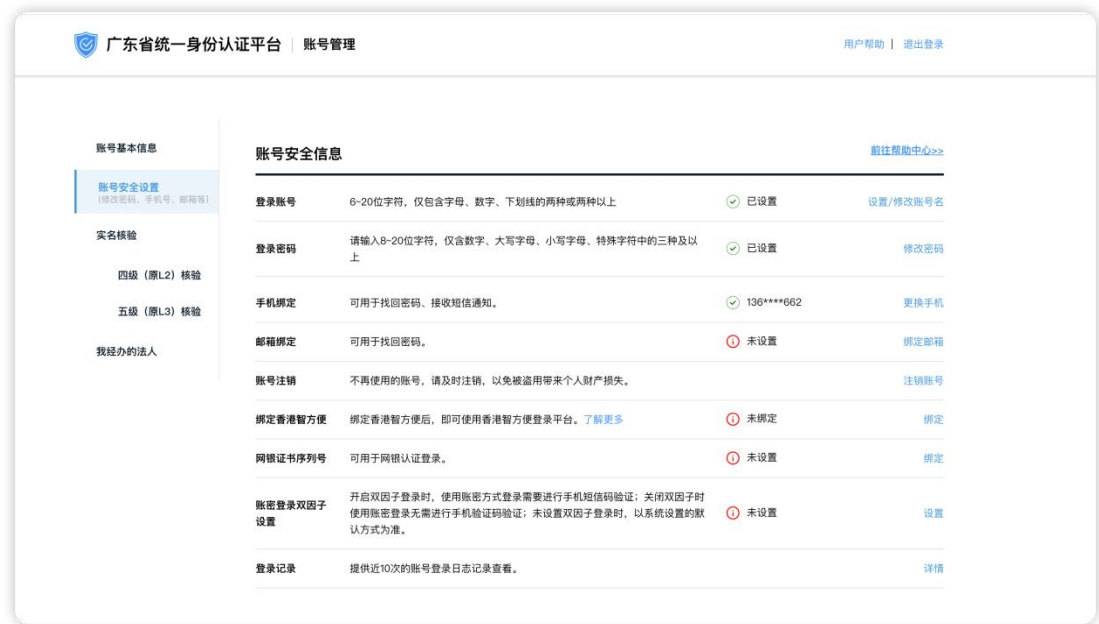 广东省统一身份认证平台 | 账号管理
用户帮助 | 退出登录
账号基本信息
账号安全设置
(修改密码、手机号、邮箱等)
实名核验
四级（原L2）核验
五级（原L3）核验
我经办的法人
账号安全信息
前往帮助中心>>
登录账号 6~20位字符，仅包含字母、数字、下划线的两种或两种以上 已设置 设置/修改账号名
登录密码 请输入8~20位字符，仅含数字、大写字母、小写字母、特殊字符中的三种及以
上 已设置 修改密码
手机绑定 可用于找回密码、接收短信通知。 136****662 更换手机
邮箱绑定 可用于找回密码。 未设置 绑定邮箱
账号注销 不再使用的账号，请及时注销，以免被盗用带来个人财产损失。 注销账号
绑定香港智方便 绑定香港智方便后，即可使用香港智方便登录平台。了解更多 未绑定 绑定
网银证书序列号 可用于网银认证登录。 未设置 绑定
账密登录双因子
设置
开启双因子登录时，使用账密方式登录需要进行手机短信码验证；关闭双因子时
使用账密登录无需进行手机验证码验证；未设置双因子登录时，以系统设置的默
认方式为准。
未设置 设置
登录记录 提供近10次的账号登录日志记录查看。 详情